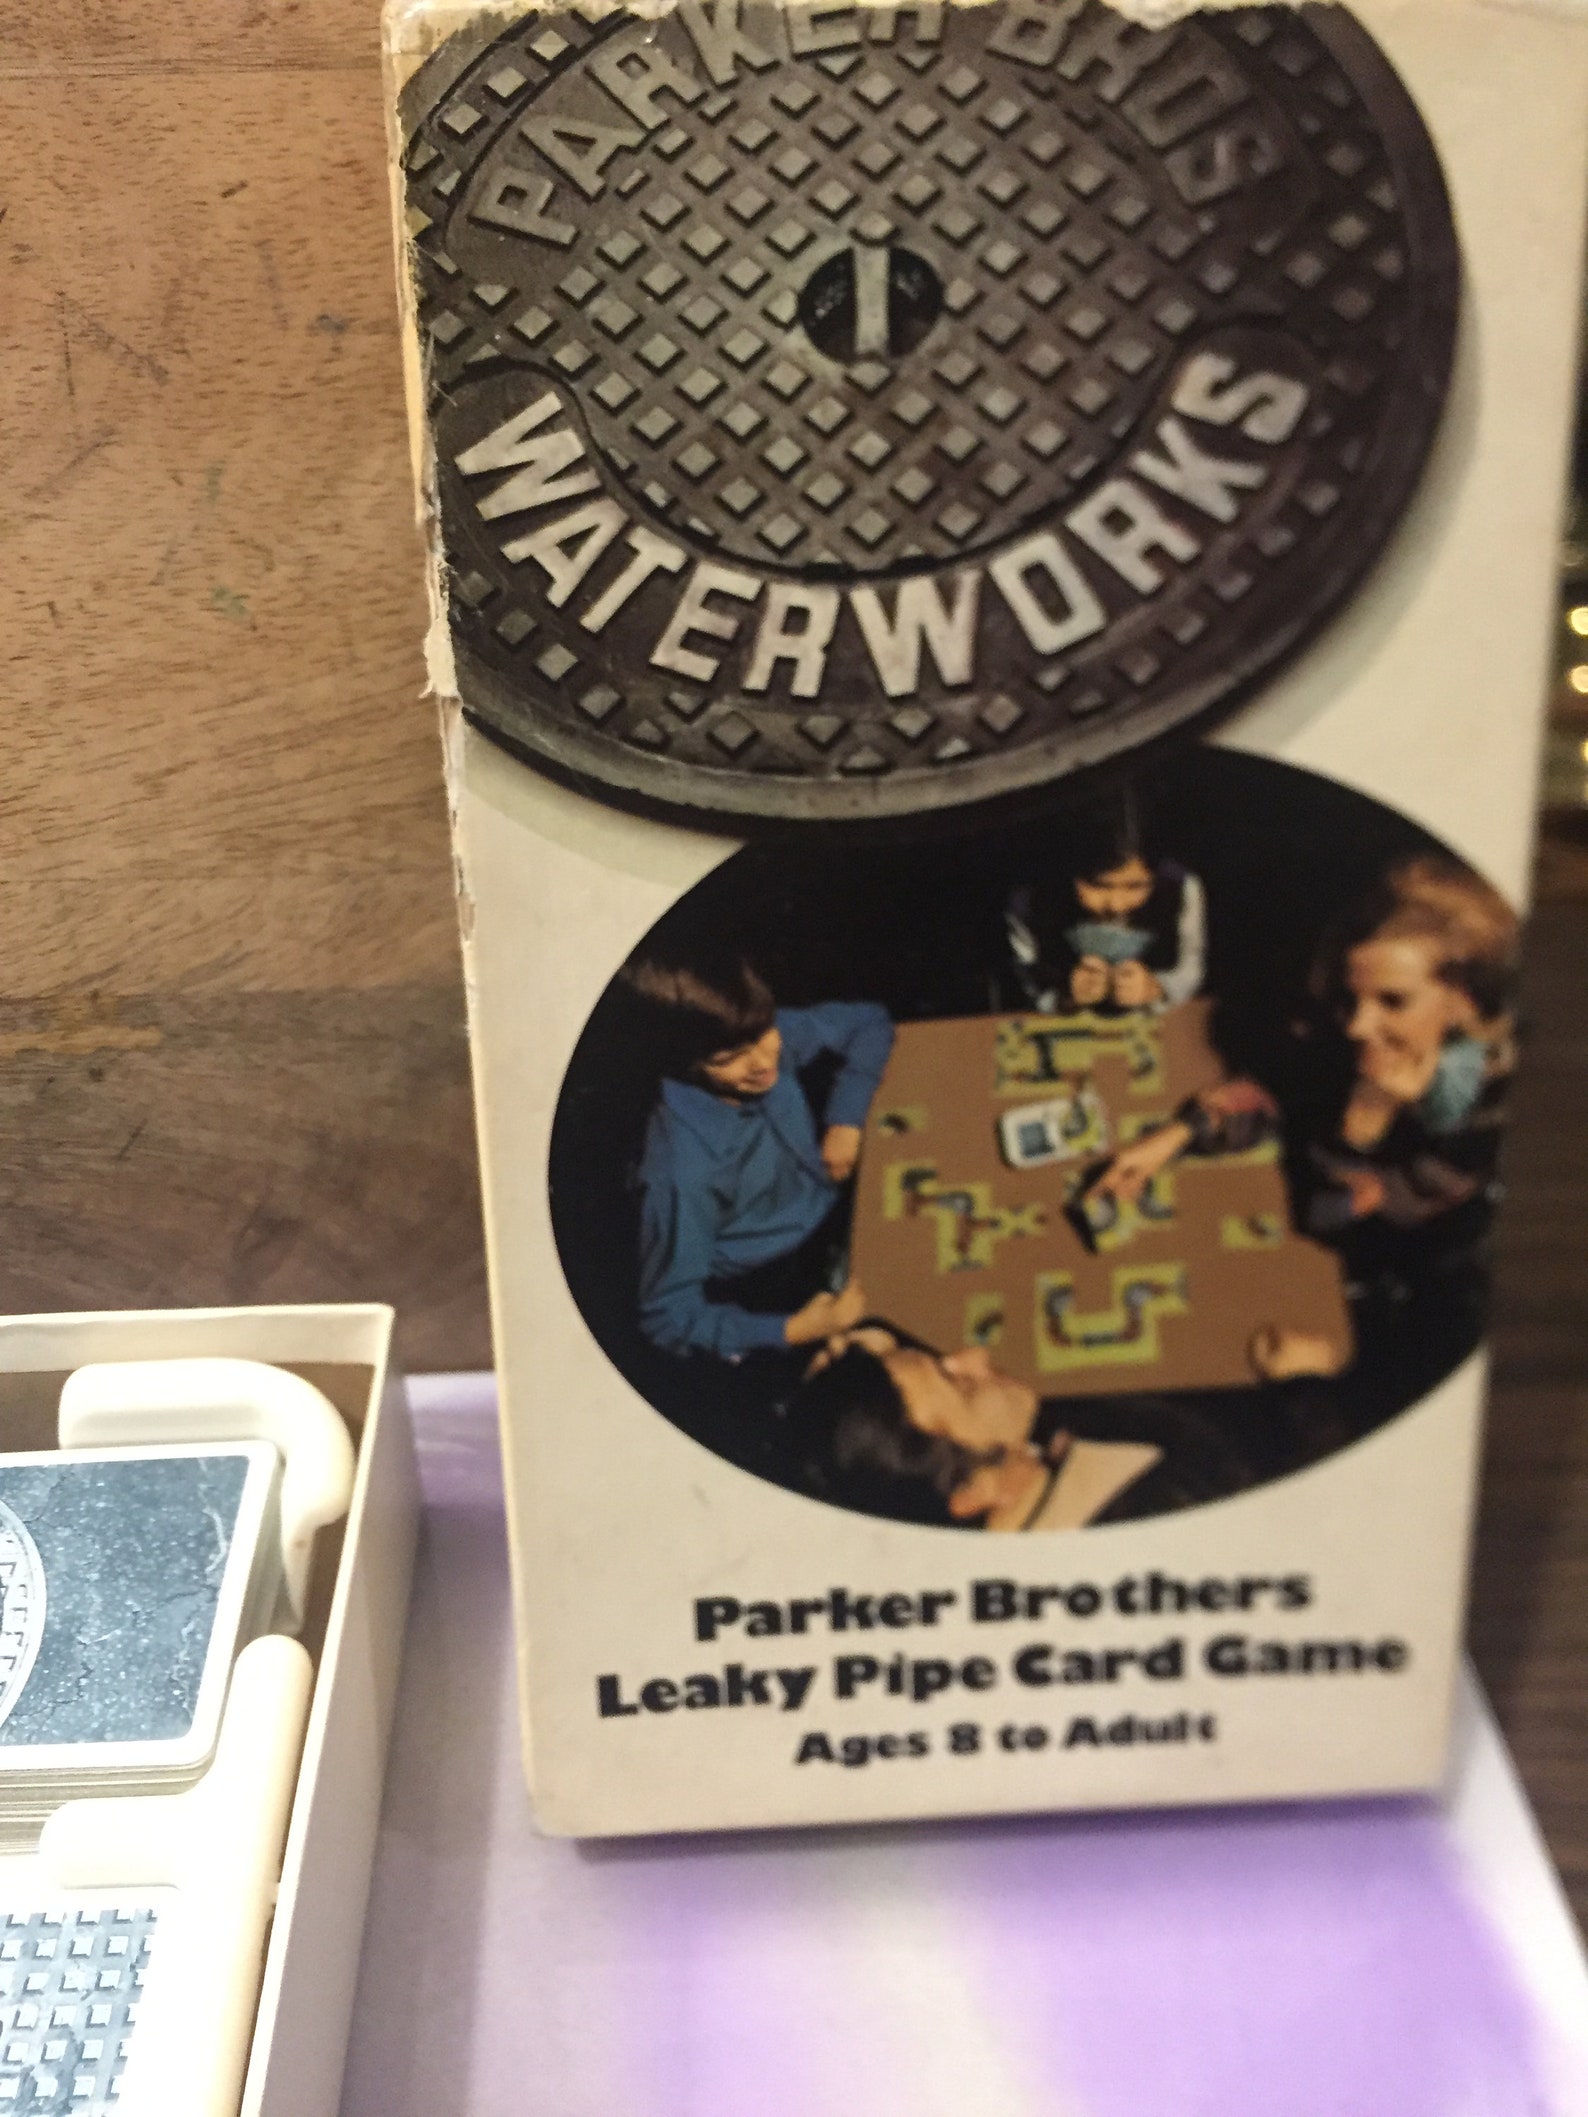 PARKER BROS
WATERWORKS
Parker Brothers
Leaky Pipe Card Game
Ages 8 to Adult